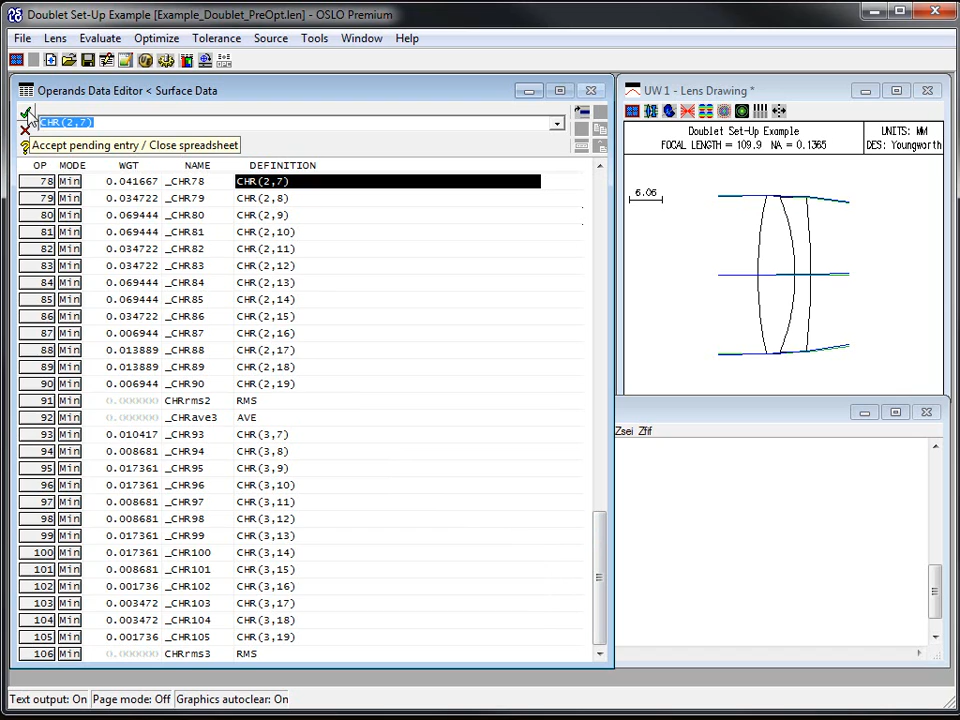 Doublet Set-Up Example [Example_Doublet_PreOpt.len] - OSLO Premium
File Lens Evaluate Optimize Tolerance Source Tools Window Help
Operands Data Editor < Surface Data
CHR(2,7)
Accept pending entry / Close spreadsheet
OP MODE WGT NAME DEFINITION
78 Min 0.041667 _CHR78 CHR(2,7)
79 Min 0.034722 _CHR79 CHR(2,8)
80 Min 0.069444 _CHR80 CHR(2,9)
81 Min 0.069444 _CHR81 CHR(2,10)
82 Min 0.034722 _CHR82 CHR(2,11)
83 Min 0.034722 _CHR83 CHR(2,12)
84 Min 0.069444 _CHR84 CHR(2,13)
85 Min 0.069444 _CHR85 CHR(2,14)
86 Min 0.034722 _CHR86 CHR(2,15)
87 Min 0.006944 _CHR87 CHR(2,16)
88 Min 0.013889 _CHR88 CHR(2,17)
89 Min 0.013889 _CHR89 CHR(2,18)
90 Min 0.006944 _CHR90 CHR(2,19)
91 Min 0.000000 CHRrms2 RMS
92 Min 0.000000 _CHRave3 AVE
93 Min 0.010417 _CHR93 CHR(3,7)
94 Min 0.008681 _CHR94 CHR(3,8)
95 Min 0.017361 _CHR95 CHR(3,9)
96 Min 0.017361 _CHR96 CHR(3,10)
97 Min 0.008681 _CHR97 CHR(3,11)
98 Min 0.008681 _CHR98 CHR(3,12)
99 Min 0.017361 _CHR99 CHR(3,13)
100 Min 0.017361 _CHR100 CHR(3,14)
101 Min 0.008681 _CHR101 CHR(3,15)
102 Min 0.001736 _CHR102 CHR(3,16)
103 Min 0.003472 _CHR103 CHR(3,17)
104 Min 0.003472 _CHR104 CHR(3,18)
105 Min 0.001736 _CHR105 CHR(3,19)
106 Min 0.000000 CHRrms3 RMS
UW 1 - Lens Drawing *
Doublet Set-Up Example
FOCAL LENGTH = 109.9 NA = 0.1365
UNITS: MM
DES: Youngworth
6.06
Zsei Zfif
Text output: On Page mode: Off Graphics autoclear: On